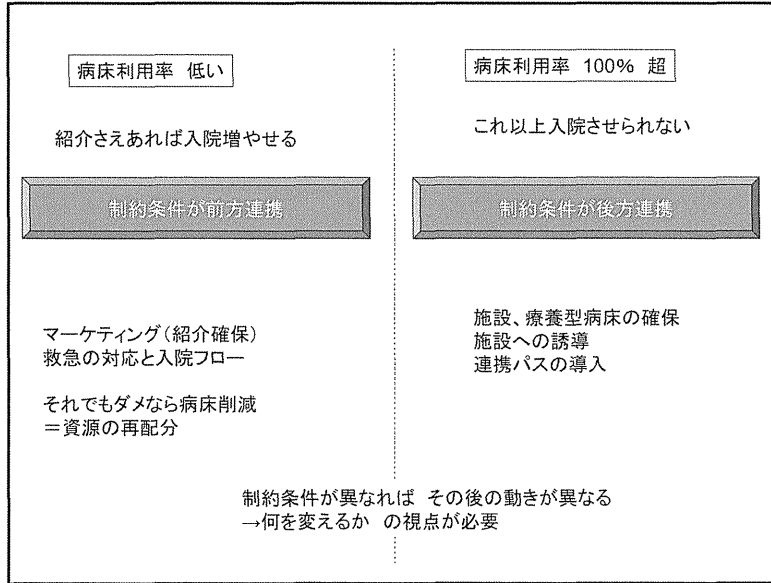 病床利用率 低い
紹介さえあれば入院増やせる
制約条件が前方連携
マーケティング(紹介確保)
救急の対応と入院フロー
それでもダメなら病床削減
＝資源の再配分
病床利用率 100% 超
これ以上入院させられない
制約条件が後方連携
施設、療養型病床の確保
施設への誘導
連携パスの導入
制約条件が異なれば その後の動きが異なる
→何を変えるか の視点が必要